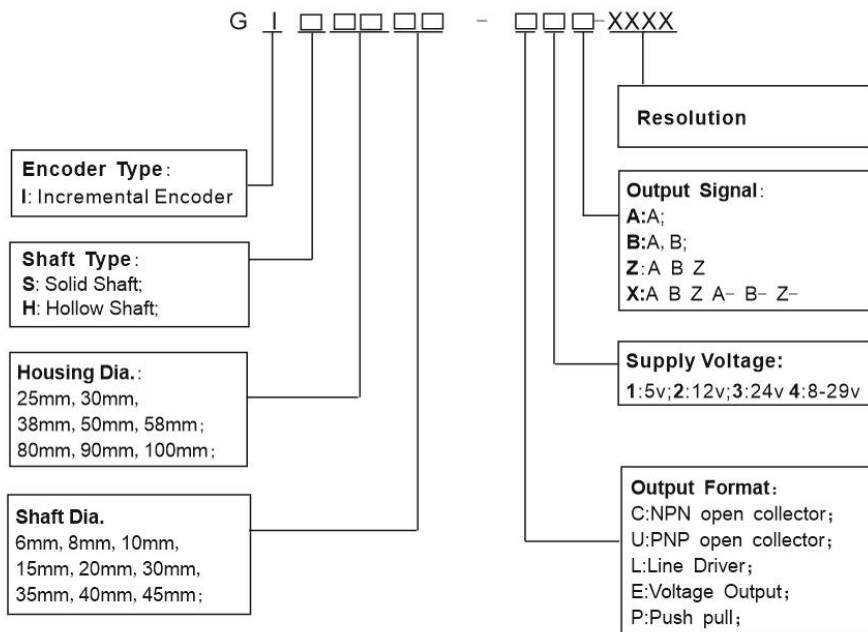 G I□□□□□ - □□□-XXXX
Encoder Type:
I: Incremental Encoder
Shaft Type:
S: Solid Shaft;
H: Hollow Shaft;
Housing Dia.:
25mm, 30mm,
38mm, 50mm, 58mm;
80mm, 90mm, 100mm;
Shaft Dia.
6mm, 8mm, 10mm,
15mm, 20mm, 30mm,
35mm, 40mm, 45mm;
Resolution
Output Signal:
A:A;
B:A, B;
Z:A B Z
X:A B Z A- B- Z-
Supply Voltage:
1:5v;2:12v;3:24v 4:8-29v
Output Format:
C:NPN open collector;
U:PNP open collector;
L:Line Driver;
E:Voltage Output;
P:Push pull;